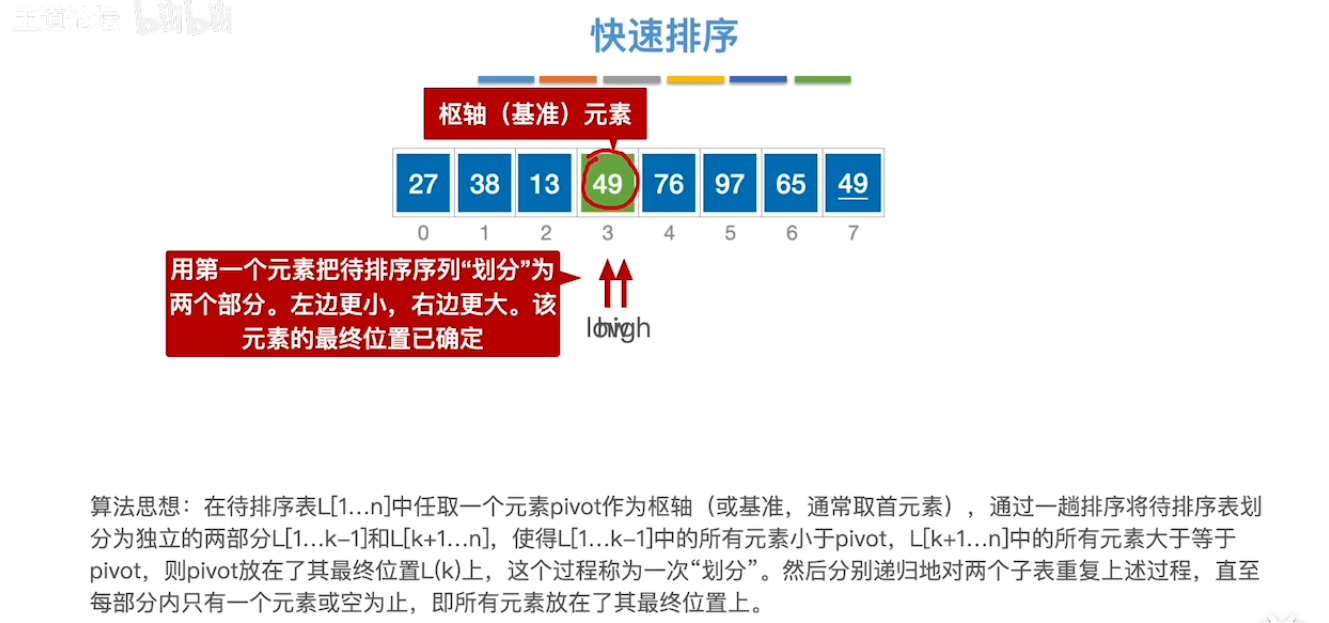 王道论坛 bilibili
快速排序
枢轴（基准）元素
27 38 13 49 76 97 65 49
0 1 2 3 4 5 6 7
用第一个元素把待排序序列“划分”为
两个部分。左边更小，右边更大。该
元素的最终位置已确定
low high
算法思想：在待排序表L[1…n]中任取一个元素pivot作为枢轴（或基准，通常取首元素），通过一趟排序将待排序表划
分为独立的两部分L[1…k-1]和L[k+1…n]，使得L[1…k-1]中的所有元素小于pivot，L[k+1…n]中的所有元素大于等于
pivot，则pivot放在了其最终位置L(k)上，这个过程称为一次“划分”。然后分别递归地对两个子表重复上述过程，直至
每部分内只有一个元素或空为止，即所有元素放在了其最终位置上。